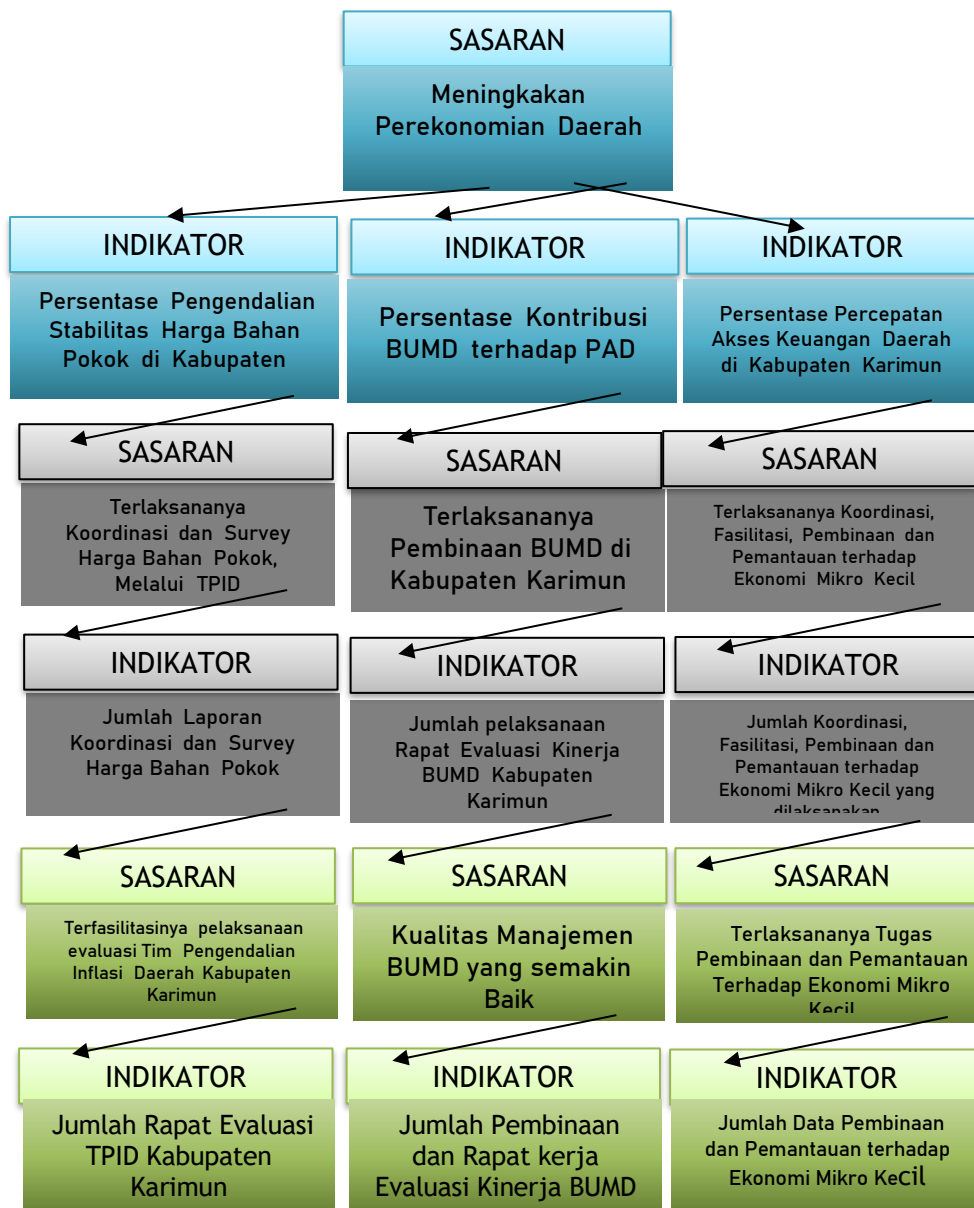 SASARAN
Meningkakan
Perekonomian Daerah
INDIKATOR
Persentase Pengendalian
Stabilitas Harga Bahan
Pokok di Kabupaten
INDIKATOR
Persentase Kontribusi
BUMD terhadap PAD
INDIKATOR
Persentase Percepatan
Akses Keuangan Daerah
di Kabupaten Karimun
SASARAN
Terlaksananya
Koordinasi dan Survey
Harga Bahan Pokok,
Melalui TPID
SASARAN
Terlaksananya
Pembinaan BUMD di
Kabupaten Karimun
SASARAN
Terlaksananya Koordinasi,
Fasilitasi, Pembinaan dan
Pemantauan terhadap
Ekonomi Mikro Kecil
INDIKATOR
Jumlah Laporan
Koordinasi dan Survey
Harga Bahan Pokok
INDIKATOR
Jumlah pelaksanaan
Rapat Evaluasi Kinerja
BUMD Kabupaten
Karimun
INDIKATOR
Jumlah Koordinasi,
Fasilitasi, Pembinaan dan
Pemantauan terhadap
Ekonomi Mikro Kecil yang
dilaksanakan
SASARAN
Terfasilitasinya pelaksanaan
evaluasi Tim Pengendalian
Inflasi Daerah Kabupaten
Karimun
SASARAN
Kualitas Manajemen
BUMD yang semakin
Baik
SASARAN
Terlaksananya Tugas
Pembinaan dan Pemantauan
Terhadap Ekonomi Mikro
Kecil
INDIKATOR
Jumlah Rapat Evaluasi
TPID Kabupaten
Karimun
INDIKATOR
Jumlah Pembinaan
dan Rapat kerja
Evaluasi Kinerja BUMD
INDIKATOR
Jumlah Data Pembinaan
dan Pemantauan terhadap
Ekonomi Mikro KeCil